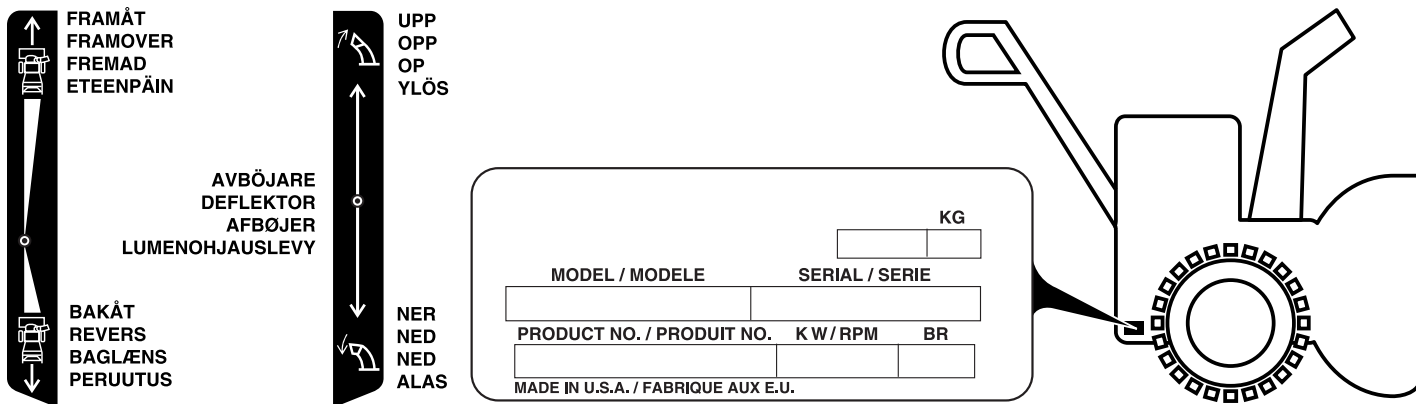 FRAMÅT
FRAMOVER
FREMAD
ETEENPÄIN
BAKÅT
REVERS
BAGLÆNS
PERUUTUS
AVBÖJARE
DEFLEKTOR
AFBØJER
LUMENOHJAUSLEVY
UPP
OPP
OP
YLÖS
NER
NED
NED
ALAS
KG
MODEL / MODELE SERIAL / SERIE
PRODUCT NO. / PRODUIT NO. K W / RPM BR
MADE IN U.S.A. / FABRIQUE AUX E.U.